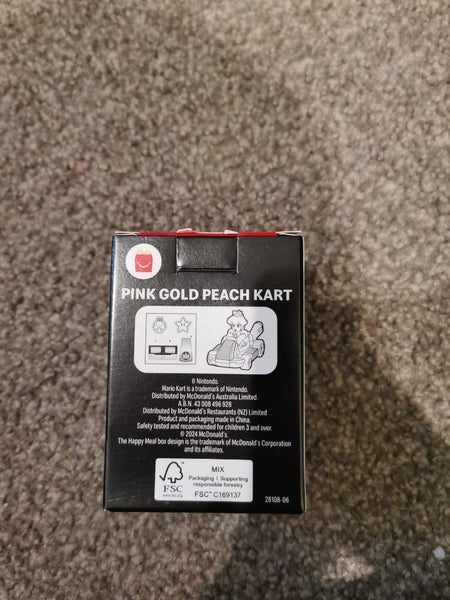 PINK GOLD PEACH KART
© Nintendo.
Mario Kart is a trademark of Nintendo.
Distributed by McDonald's Australia Limited.
A.B.N. 43 008 496 928
Distributed by McDonald's Restaurants (NZ) Limited
Product and packaging made in China.
Safety tested and recommended for children 3 and over.
© 2024 McDonald's.
The Happy Meal box design is the trademark of McDonald's Corporation
and its affiliates.
FSC
www.fsc.org
MIX
Packaging | Supporting
responsible forestry
FSC™ C169137
28108-06